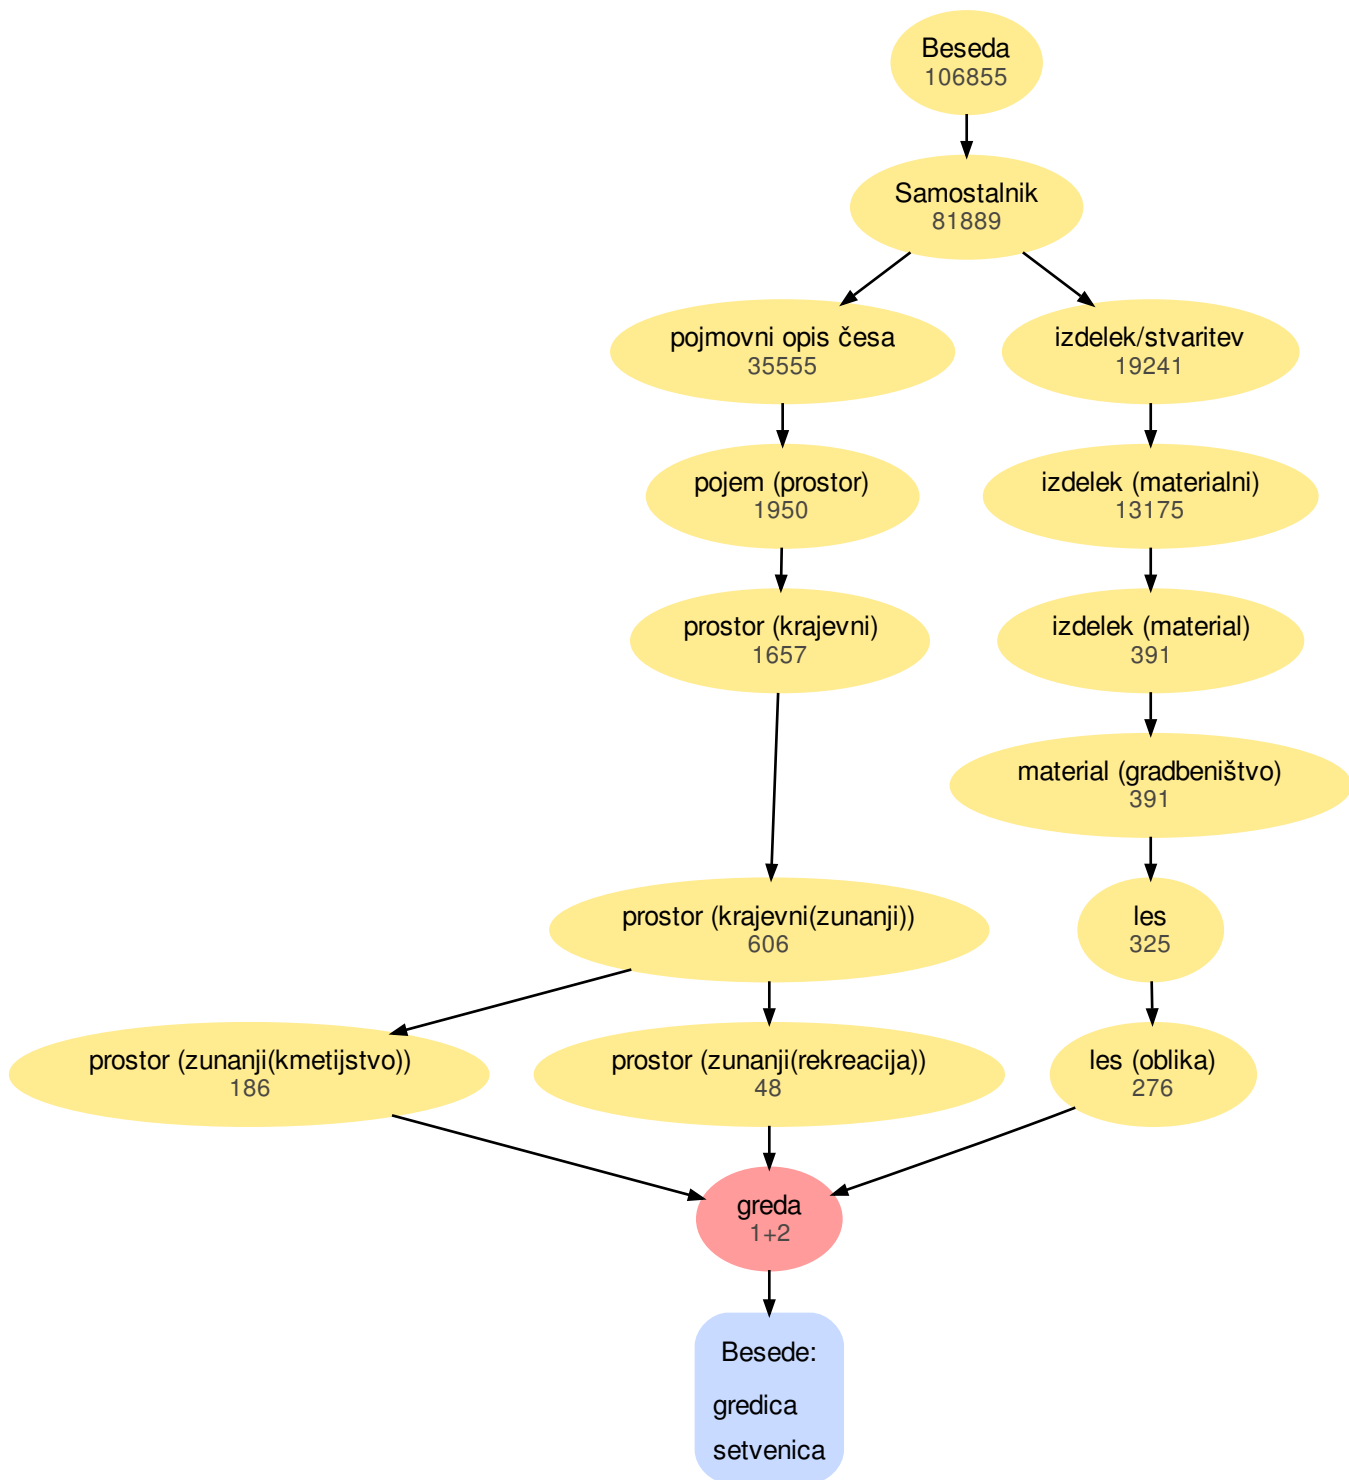 Beseda
106855
Samostalnik
81889
pojmovni opis česa
35555
izdelek/stvaritev
19241
pojem (prostor)
1950
izdelek (materialni)
13175
prostor (krajevni)
1657
izdelek (material)
391
material (gradbeništvo)
391
prostor (krajevni(zunanji))
606
les
325
prostor (zunanji(kmetijstvo))
186
prostor (zunanji(rekreacija))
48
les (oblika)
276
greda
1+2
Besede:
gredica
setvenica